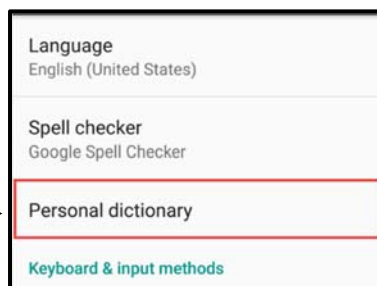 Language
English (United States)
Spell checker
Google Spell Checker
Personal dictionary
Keyboard & input methods